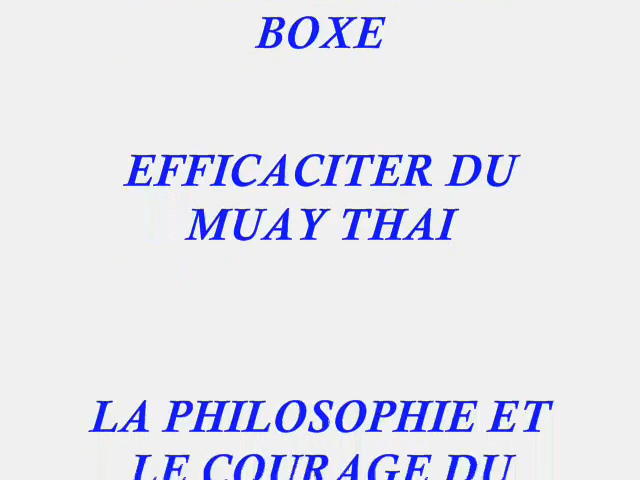 BOXE
EFFICACITER DU
MUAY THAI
LA PHILOSOPHIE ET
LE COURAGE DU